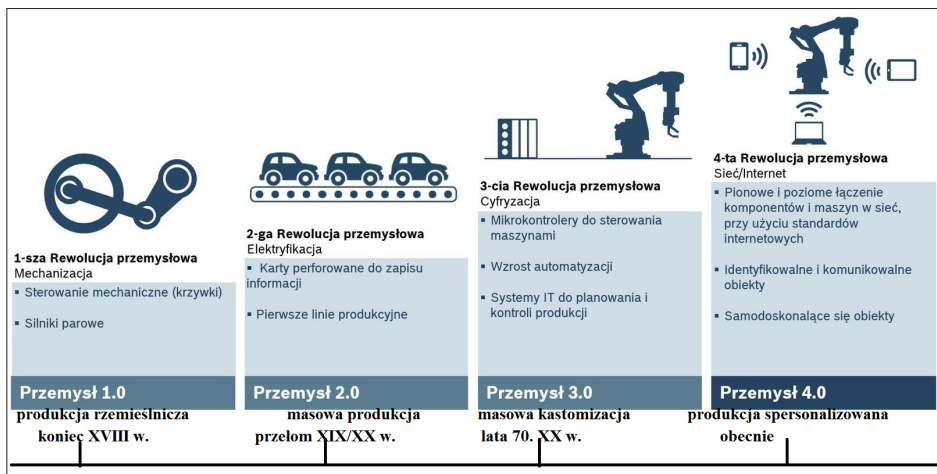 1-sza Rewolucja przemysłowa
Mechanizacja
▪ Sterowanie mechaniczne (krzywki)
▪ Silniki parowe
Przemysł 1.0
produkcja rzemieślnicza
koniec XVIII w.
2-ga Rewolucja przemysłowa
Elektryfikacja
▪ Karty perforowane do zapisu
informacji
▪ Pierwsze linie produkcyjne
Przemysł 2.0
masowa produkcja
przełom XIX/XX w.
3-cia Rewolucja przemysłowa
Cyfryzacja
▪ Mikrokontrolery do sterowania
maszynami
▪ Wzrost automatyzacji
▪ Systemy IT do planowania i
kontroli produkcji
Przemysł 3.0
masowa kastomizacja
lata 70. XX w.
4-ta Rewolucja przemysłowa
Sieć/Internet
▪ Pionowe i poziome łączenie
komponentów i maszyn w sieć,
przy użyciu standardów
internetowych
▪ Identyfikowalne i komunikowalne
obiekty
▪ Samodoskonalące się obiekty
Przemysł 4.0
produkcja spersonalizowana
obecnie